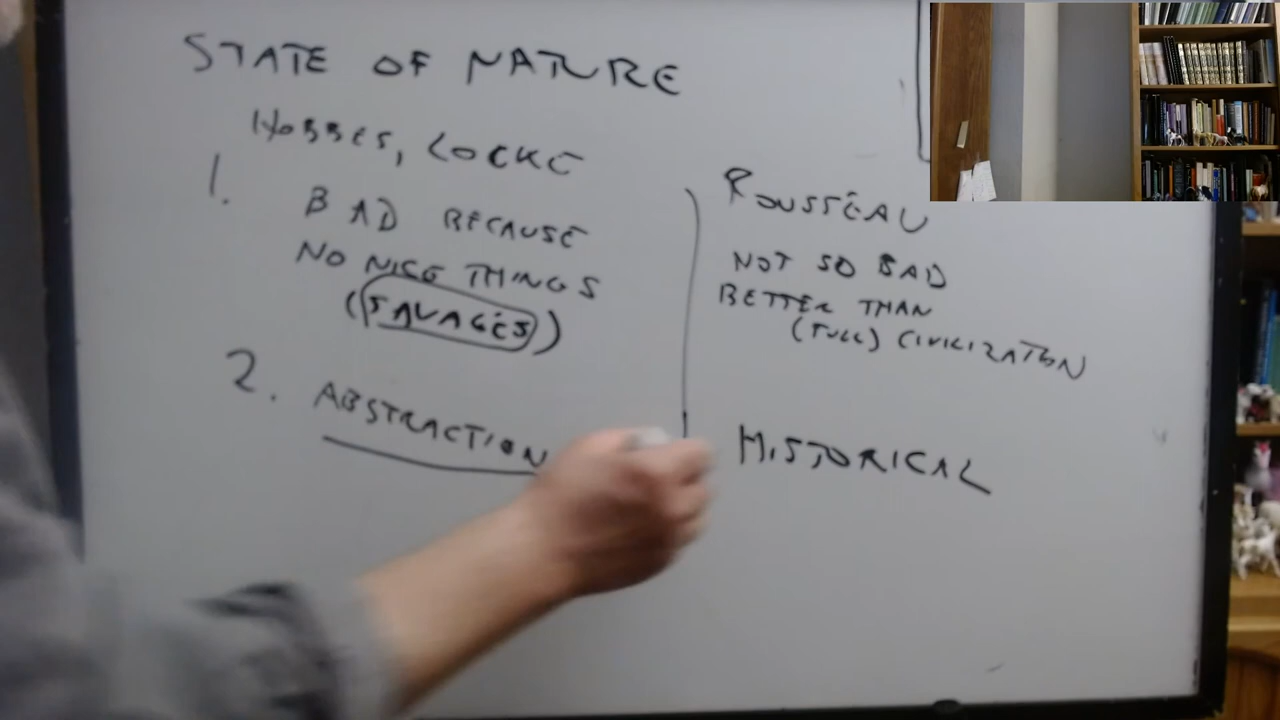 STATE OF NATURE
HOBBES, LOCKE
1.
BAD BECAUSE
NO NICE THINGS
(SAVAGES)
2. ABSTRACTION
ROUSSEAU
NOT SO BAD
BETTER THAN
(FULL) CIVILIZATION
HISTORICAL